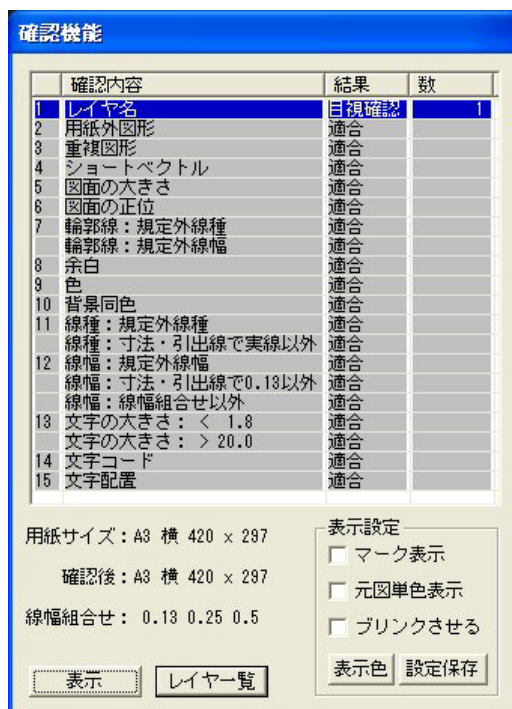 確認機能
確認内容 結果 数
1 レイヤ名 目視確認 1
2 用紙外図形 適合
3 重複図形 適合
4 ショートベクトル 適合
5 図面の大きさ 適合
6 図面の正位 適合
7 輪郭線：規定外線種 適合
輪郭線：規定外線幅 適合
8 余白 適合
9 色 適合
10 背景同色 適合
11 線種：規定外線種 適合
線種：寸法・引出線で実線以外 適合
12 線幅：規定外線幅 適合
線幅：寸法・引出線で0.13以外 適合
線幅：線幅組合せ以外 適合
13 文字の大きさ： < 1.8 適合
文字の大きさ： > 20.0 適合
14 文字コード 適合
15 文字配置 適合
用紙サイズ：A3 横 420 x 297
確認後：A3 横 420 x 297
線幅組合せ： 0.13 0.25 0.5
表示 レイヤ一覧
表示設定
マーク表示
元図単色表示
ブリンクさせる
表示色 設定保存